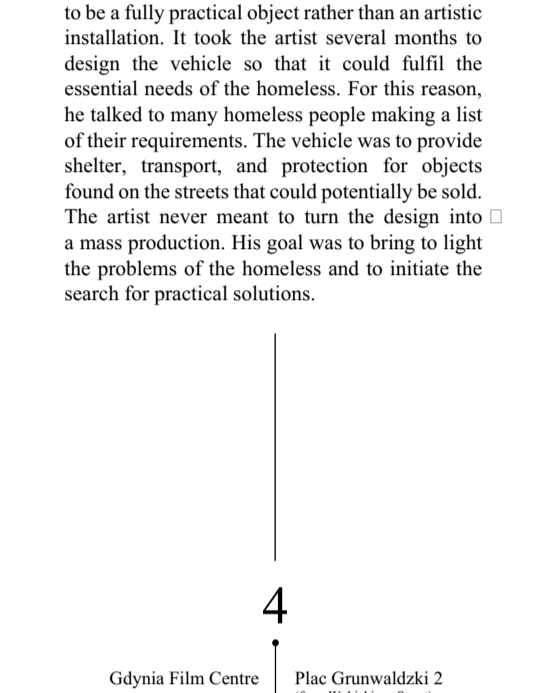 to be a fully practical object rather than an artistic
installation. It took the artist several months to
design the vehicle so that it could fulfil the
essential needs of the homeless. For this reason,
he talked to many homeless people making a list
of their requirements. The vehicle was to provide
shelter, transport, and protection for objects
found on the streets that could potentially be sold.
The artist never meant to turn the design into
a mass production. His goal was to bring to light
the problems of the homeless and to initiate the
search for practical solutions.
4
Gdynia Film Centre
Plac Grunwaldzki 2